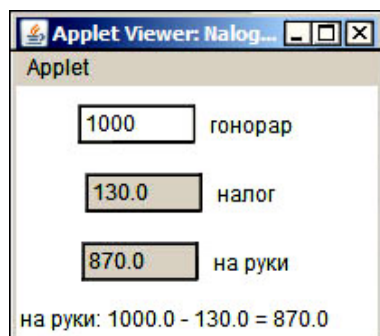 Applet Viewer: Nalog...
Applet
1000 гонорар
130.0 налог
870.0 на руки
на руки: 1000.0 - 130.0 = 870.0